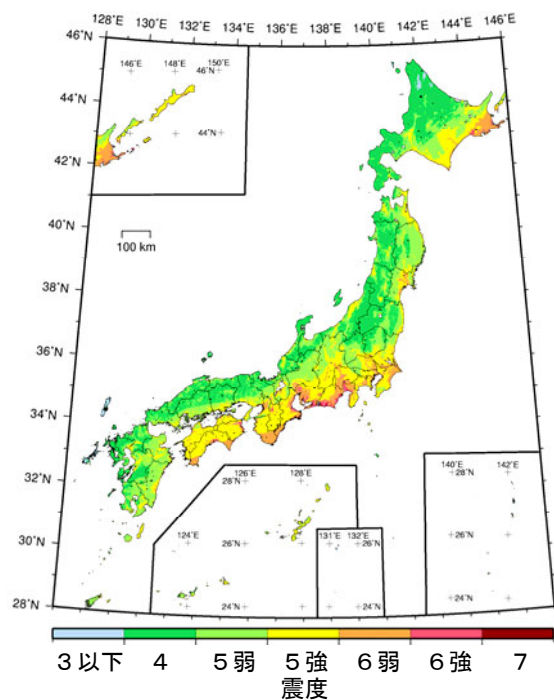 128˚E 130˚E 132˚E 134˚E 136˚E 138˚E 140˚E 142˚E 144˚E 146˚E
46˚N
146˚E 148˚E 150˚E
46˚N
44˚N
44˚N
42˚N
40˚N
100 km
38˚N
36˚N
34˚N
32˚N
126˚E 128˚E
28˚N
140˚E 142˚E
28˚N
30˚N
124˚E
26˚N
131˚E 132˚E
26˚N
26˚N
28˚N
24˚N
24˚N
24˚N
3以下 4 5弱 5強 6弱 6強 7
震度